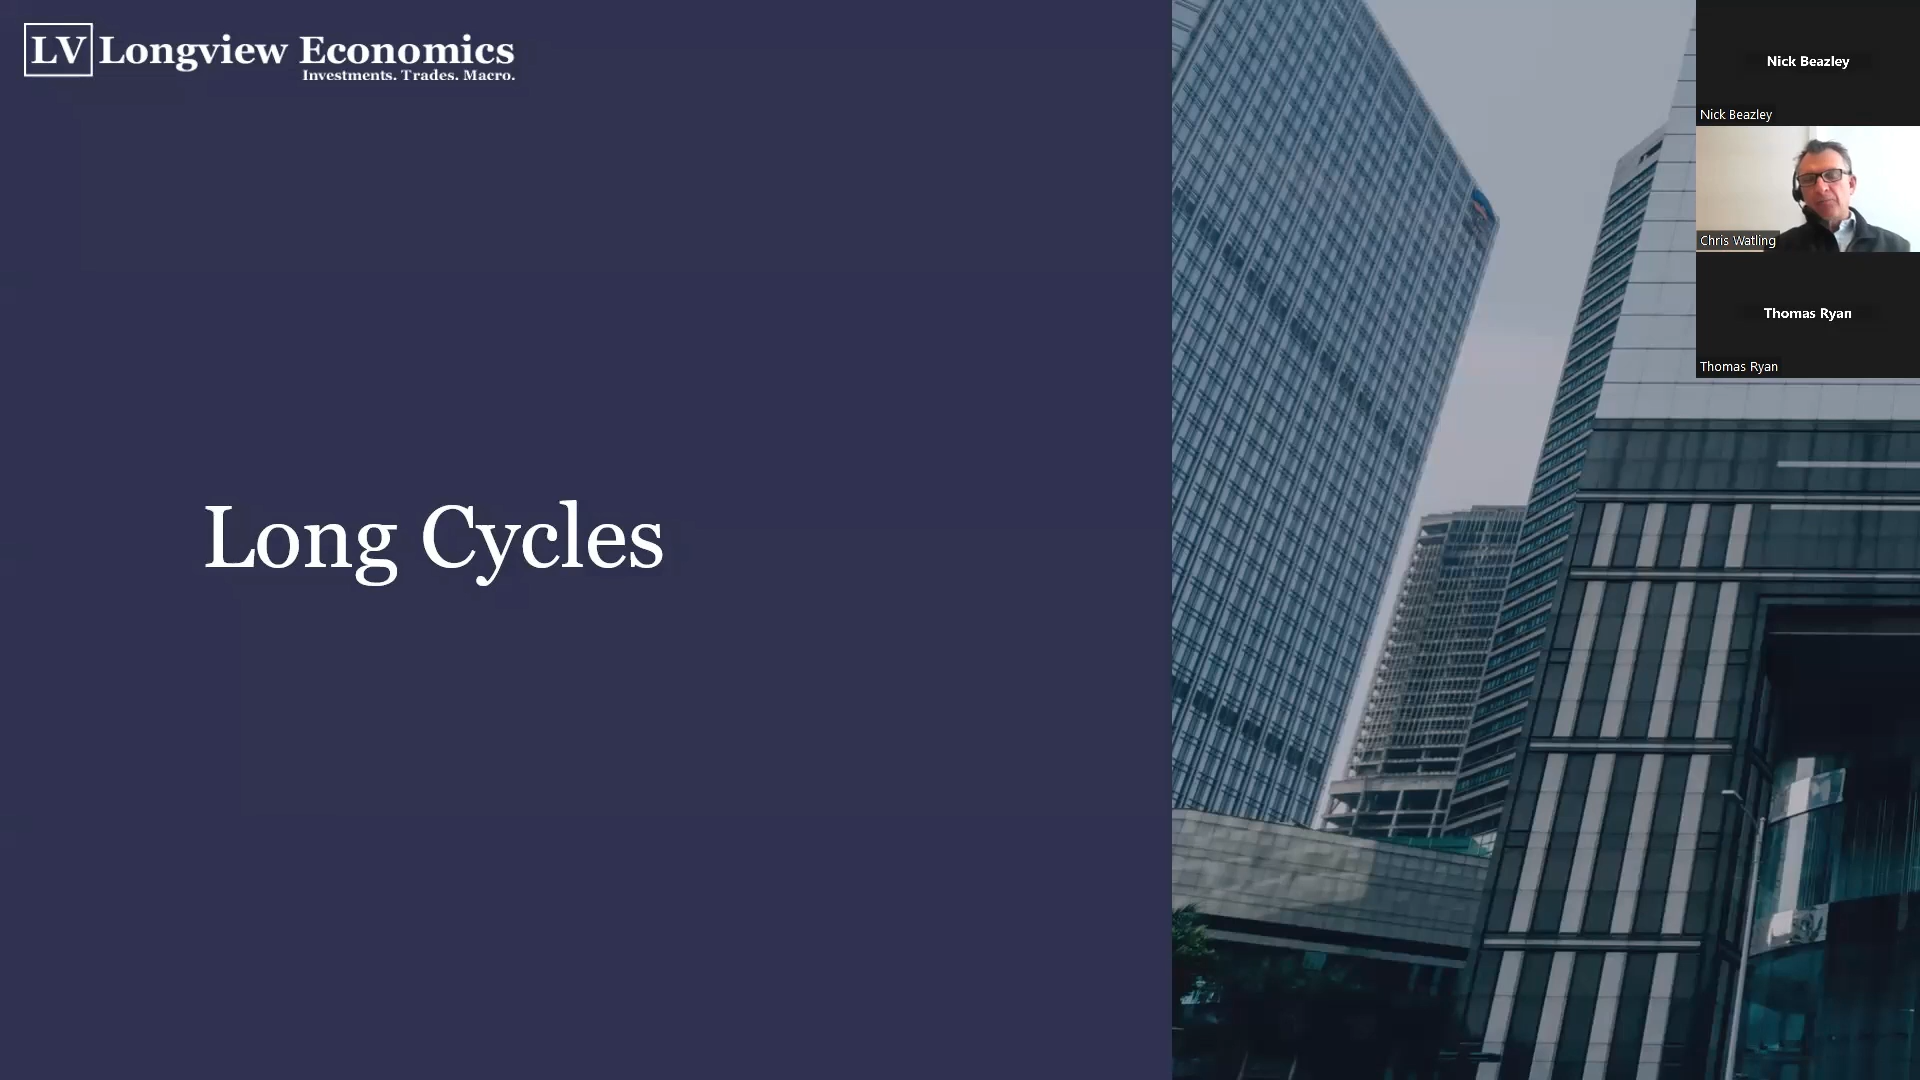 LV Longview Economics
Investments. Trades. Macro.
Long Cycles
Nick Beazley
Nick Beazley
Chris Watling
Thomas Ryan
Thomas Ryan